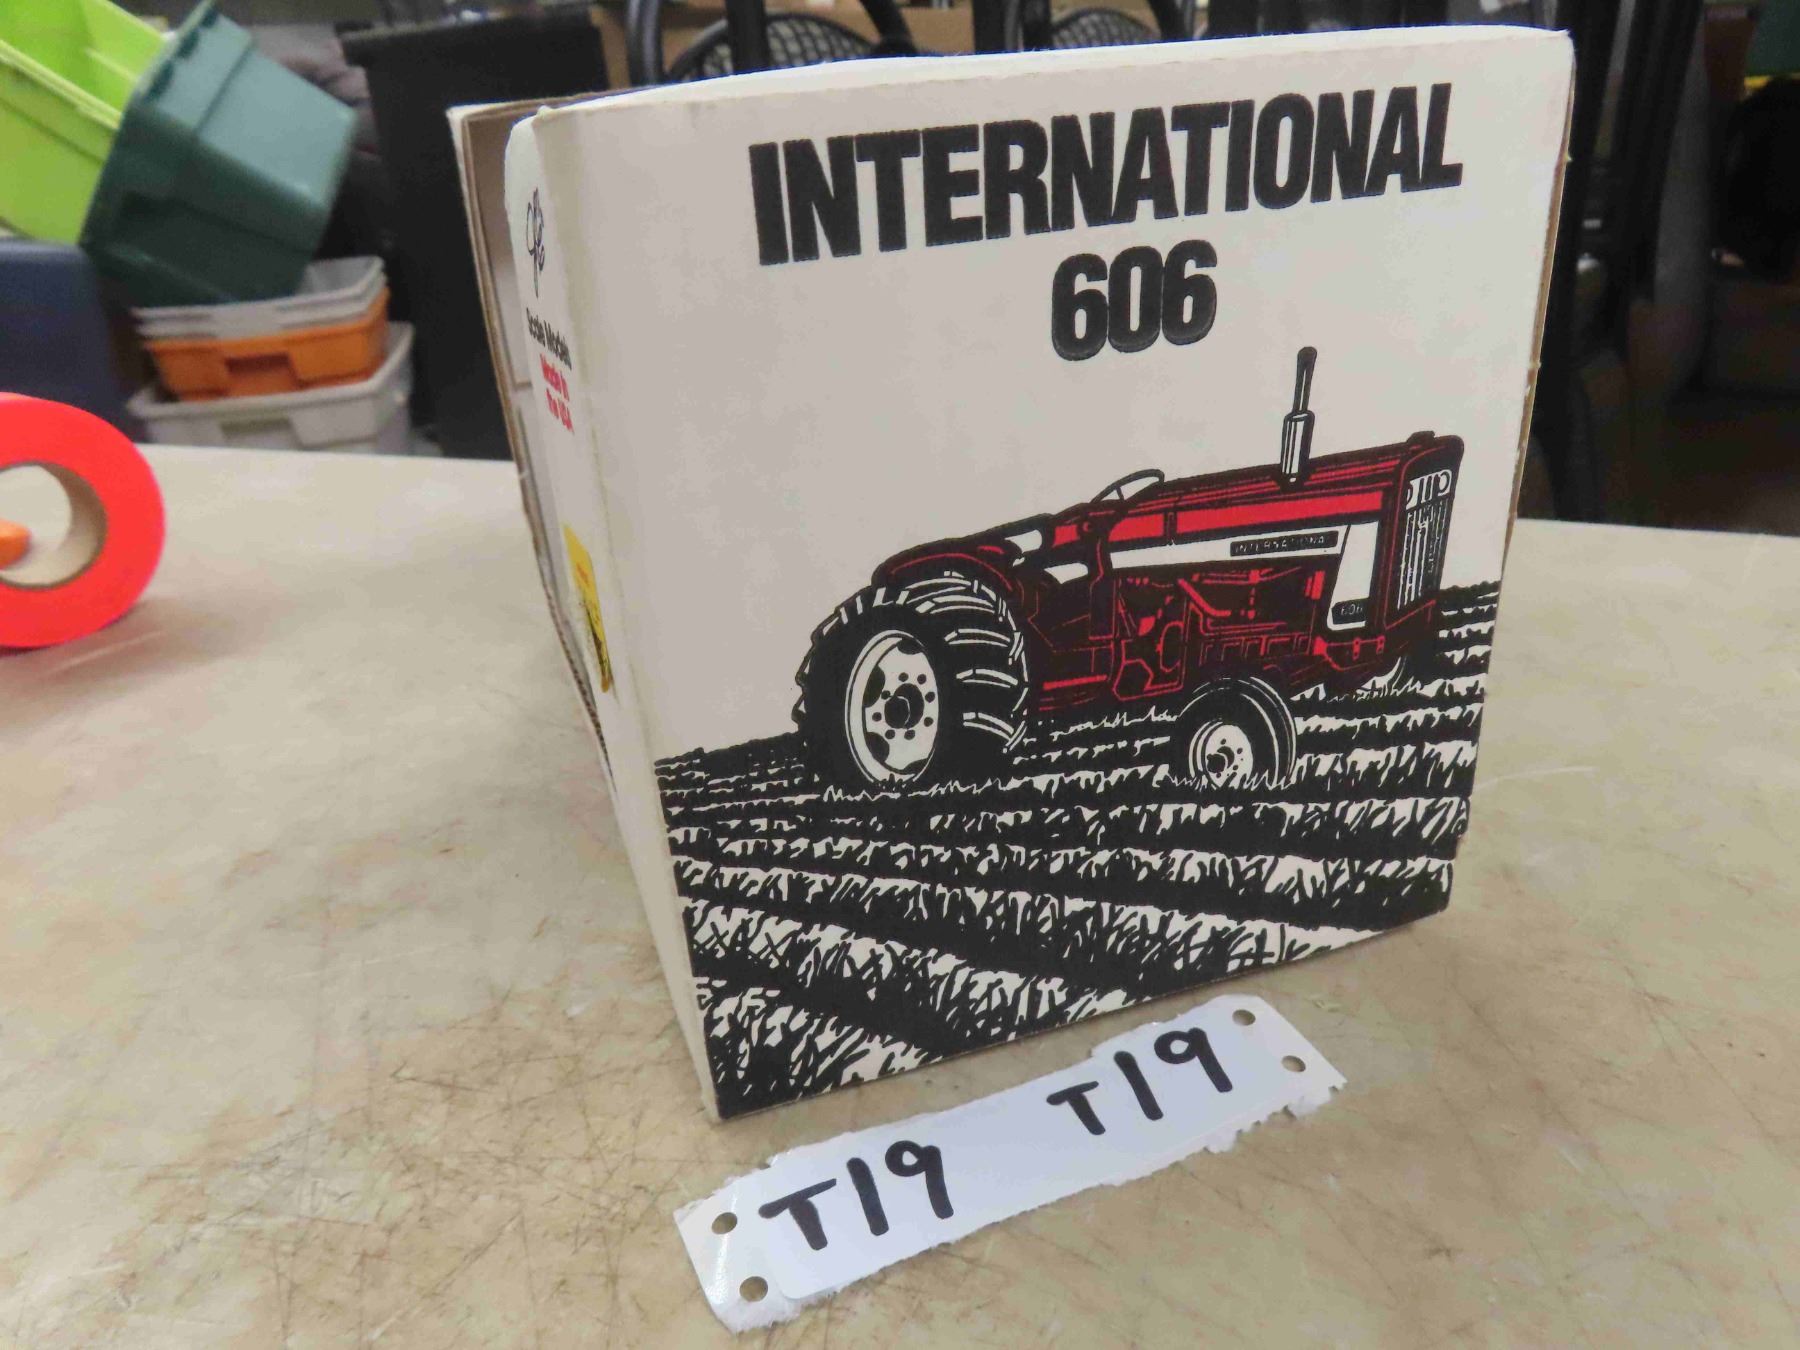 INTERNATIONAL
606
Scale Models
Made in
the USA
INTERNATIONAL
606
T19
T19